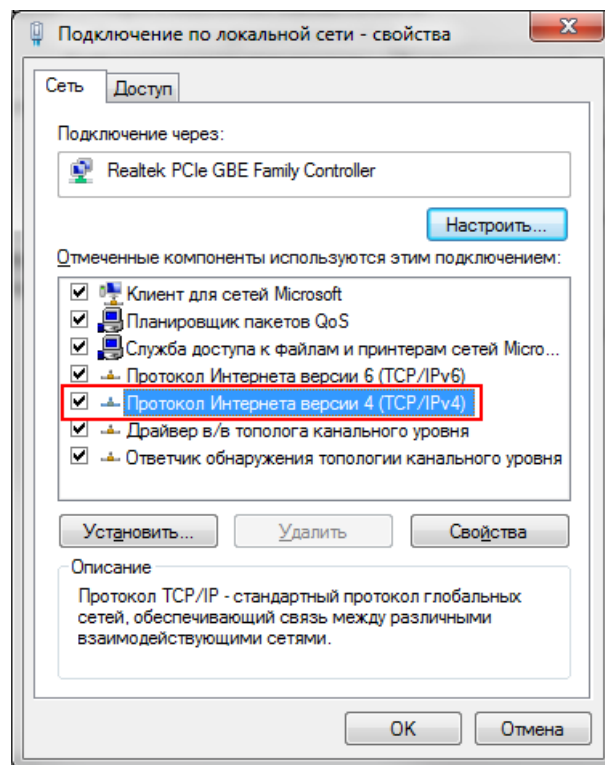 Подключение по локальной сети - свойства
Сеть
Доступ
Подключение через:
Realtek PCIe GBE Family Controller
Настроить...
Отмеченные компоненты используются этим подключением:
Клиент для сетей Microsoft
Планировщик пакетов QoS
Служба доступа к файлам и принтерам сетей Micro...
Протокол Интернета версии 6 (TCP/IPv6)
Протокол Интернета версии 4 (TCP/IPv4)
Драйвер в/в тополога канального уровня
Ответчик обнаружения топологии канального уровня
Установить...
Удалить
Свойства
Описание
Протокол TCP/IP - стандартный протокол глобальных
сетей, обеспечивающий связь между различными
взаимодействующими сетями.
OK
Отмена